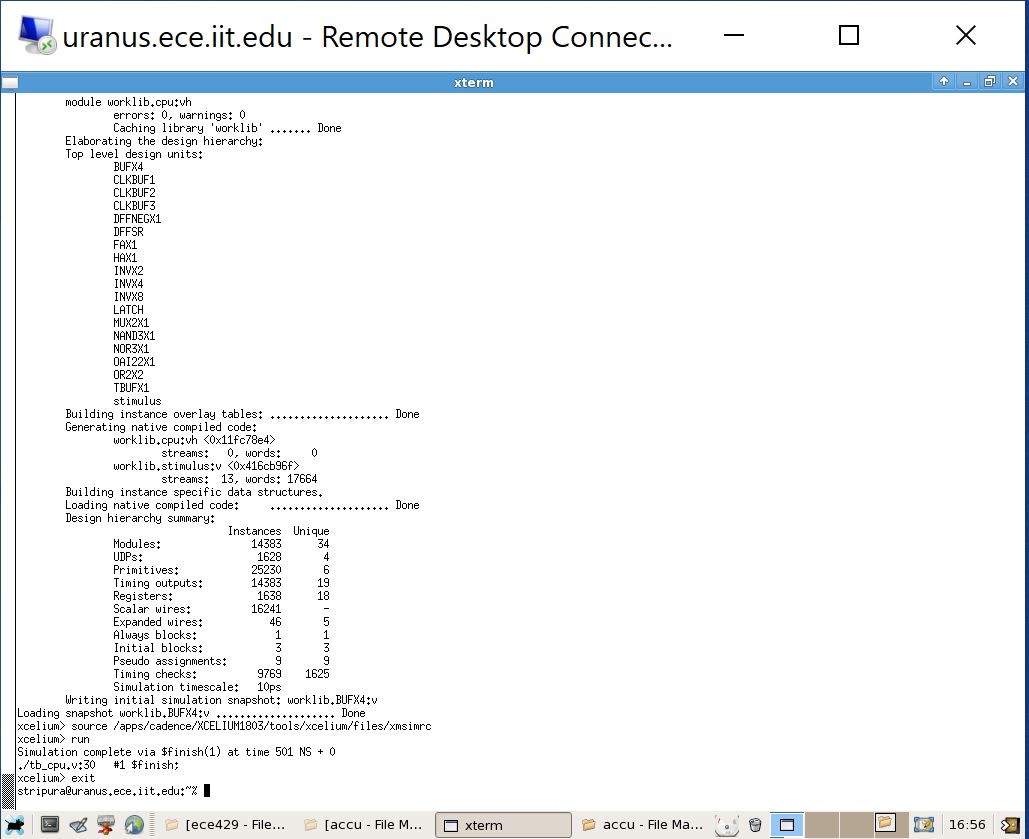 uranus.ece.iit.edu - Remote Desktop Connec...
xterm
module worklib.cpu:vh
errors: 0, warnings: 0
Caching library 'worklib' ....... Done
Elaborating the design hierarchy:
Top level design units:
BUFX4
CLKBUF1
CLKBUF2
CLKBUF3
DFFNEGX1
DFFSR
FAX1
HAX1
INVX2
INVX4
INVX8
LATCH
MUX2X1
NAND3X1
NOR3X1
OAI22X1
OR2X2
TBUFX1
stimulus
Building instance overlay tables: .................... Done
Generating native compiled code:
worklib.cpu:vh <0x11fc78e4>
streams: 0, words: 0
worklib.stimulus:v <0x416cb96f>
streams: 13, words: 17664
Building instance specific data structures.
Loading native compiled code: .................... Done
Design hierarchy summary:
Instances Unique
Modules: 14383 34
UDPs: 1628 4
Primitives: 25230 6
Timing outputs: 14383 19
Registers: 1638 18
Scalar wires: 16241 -
Expanded wires: 46 5
Always blocks: 1 1
Initial blocks: 3 3
Pseudo assignments: 9 9
Timing checks: 9769 1625
Simulation timescale: 10ps
Writing initial simulation snapshot: worklib.BUFX4:v
Loading snapshot worklib.BUFX4:v .................... Done
xcelium> source /apps/cadence/XCELIUM1803/tools/xcelium/files/xmsimrc
xcelium> run
Simulation complete via $finish(1) at time 501 NS + 0
./tb_cpu.v:30 #1 $finish;
xcelium> exit
stripura@uranus.ece.iit.edu:~%
[ece429 - File... [accu - File M... xterm accu - File Ma... 16:56